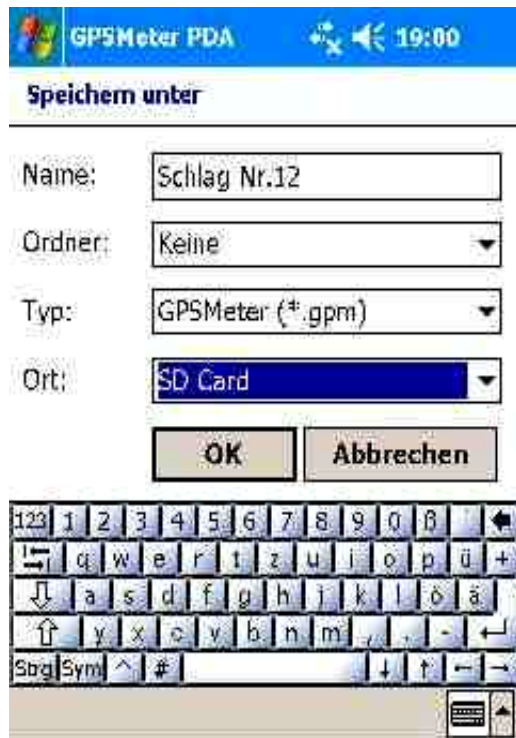 GPSMeter PDA 19:00
Speichern unter
Name: Schlag Nr.12
Ordner: Keine
Typ: GPSMeter (*.gpm)
Ort: SD Card
OK Abbrechen
123 1 2 3 4 5 6 7 8 9 0 ß ´
q w e r t z u i o p ü +
a s d f g h j k l ö ä
y x c v b n m , . -
Strg Sym ^ #